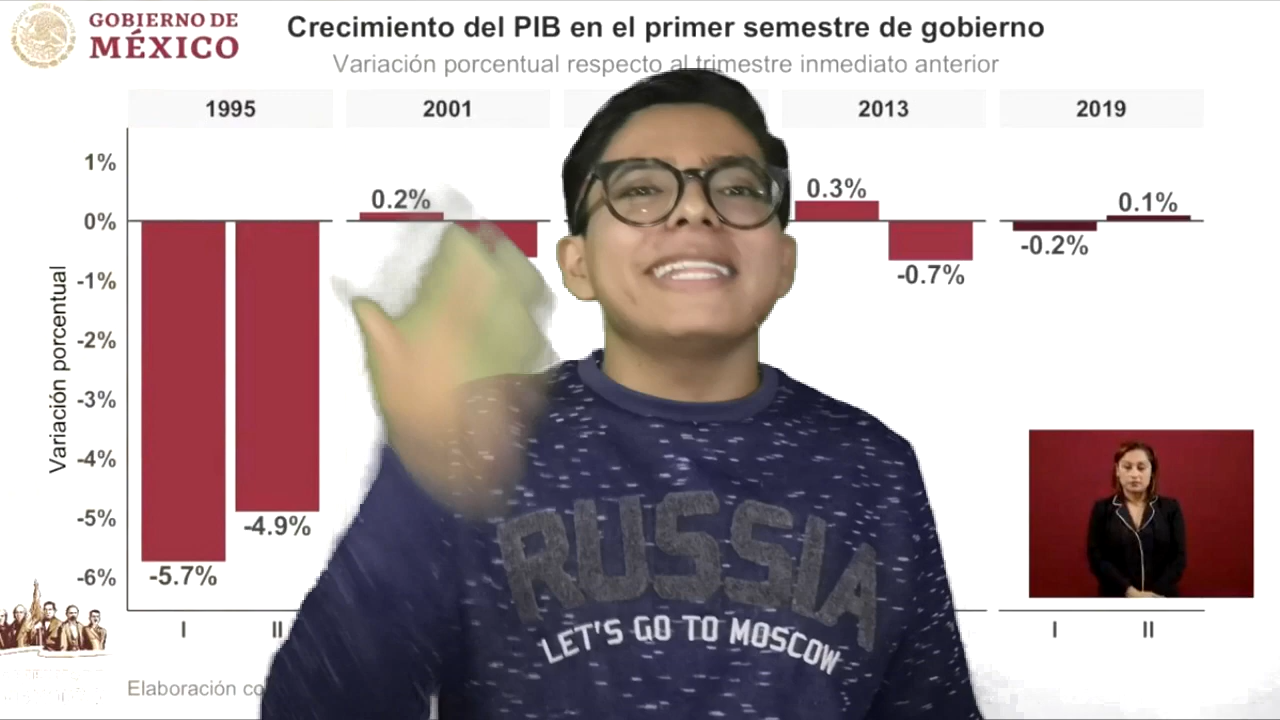 GOBIERNO DE
MÉXICO
Crecimiento del PIB en el primer semestre de gobierno
Variación porcentual respecto al trimestre inmediato anterior
1995
2001
2013
2019
1%
0%
-1%
-2%
-3%
-4%
-5%
-6%
Variación porcentual
-5.7%
-4.9%
0.2%
0.3%
-0.7%
-0.2%
0.1%
I
II
I
II
RUSSIA
LET'S GO TO MOSCOW
Elaboración